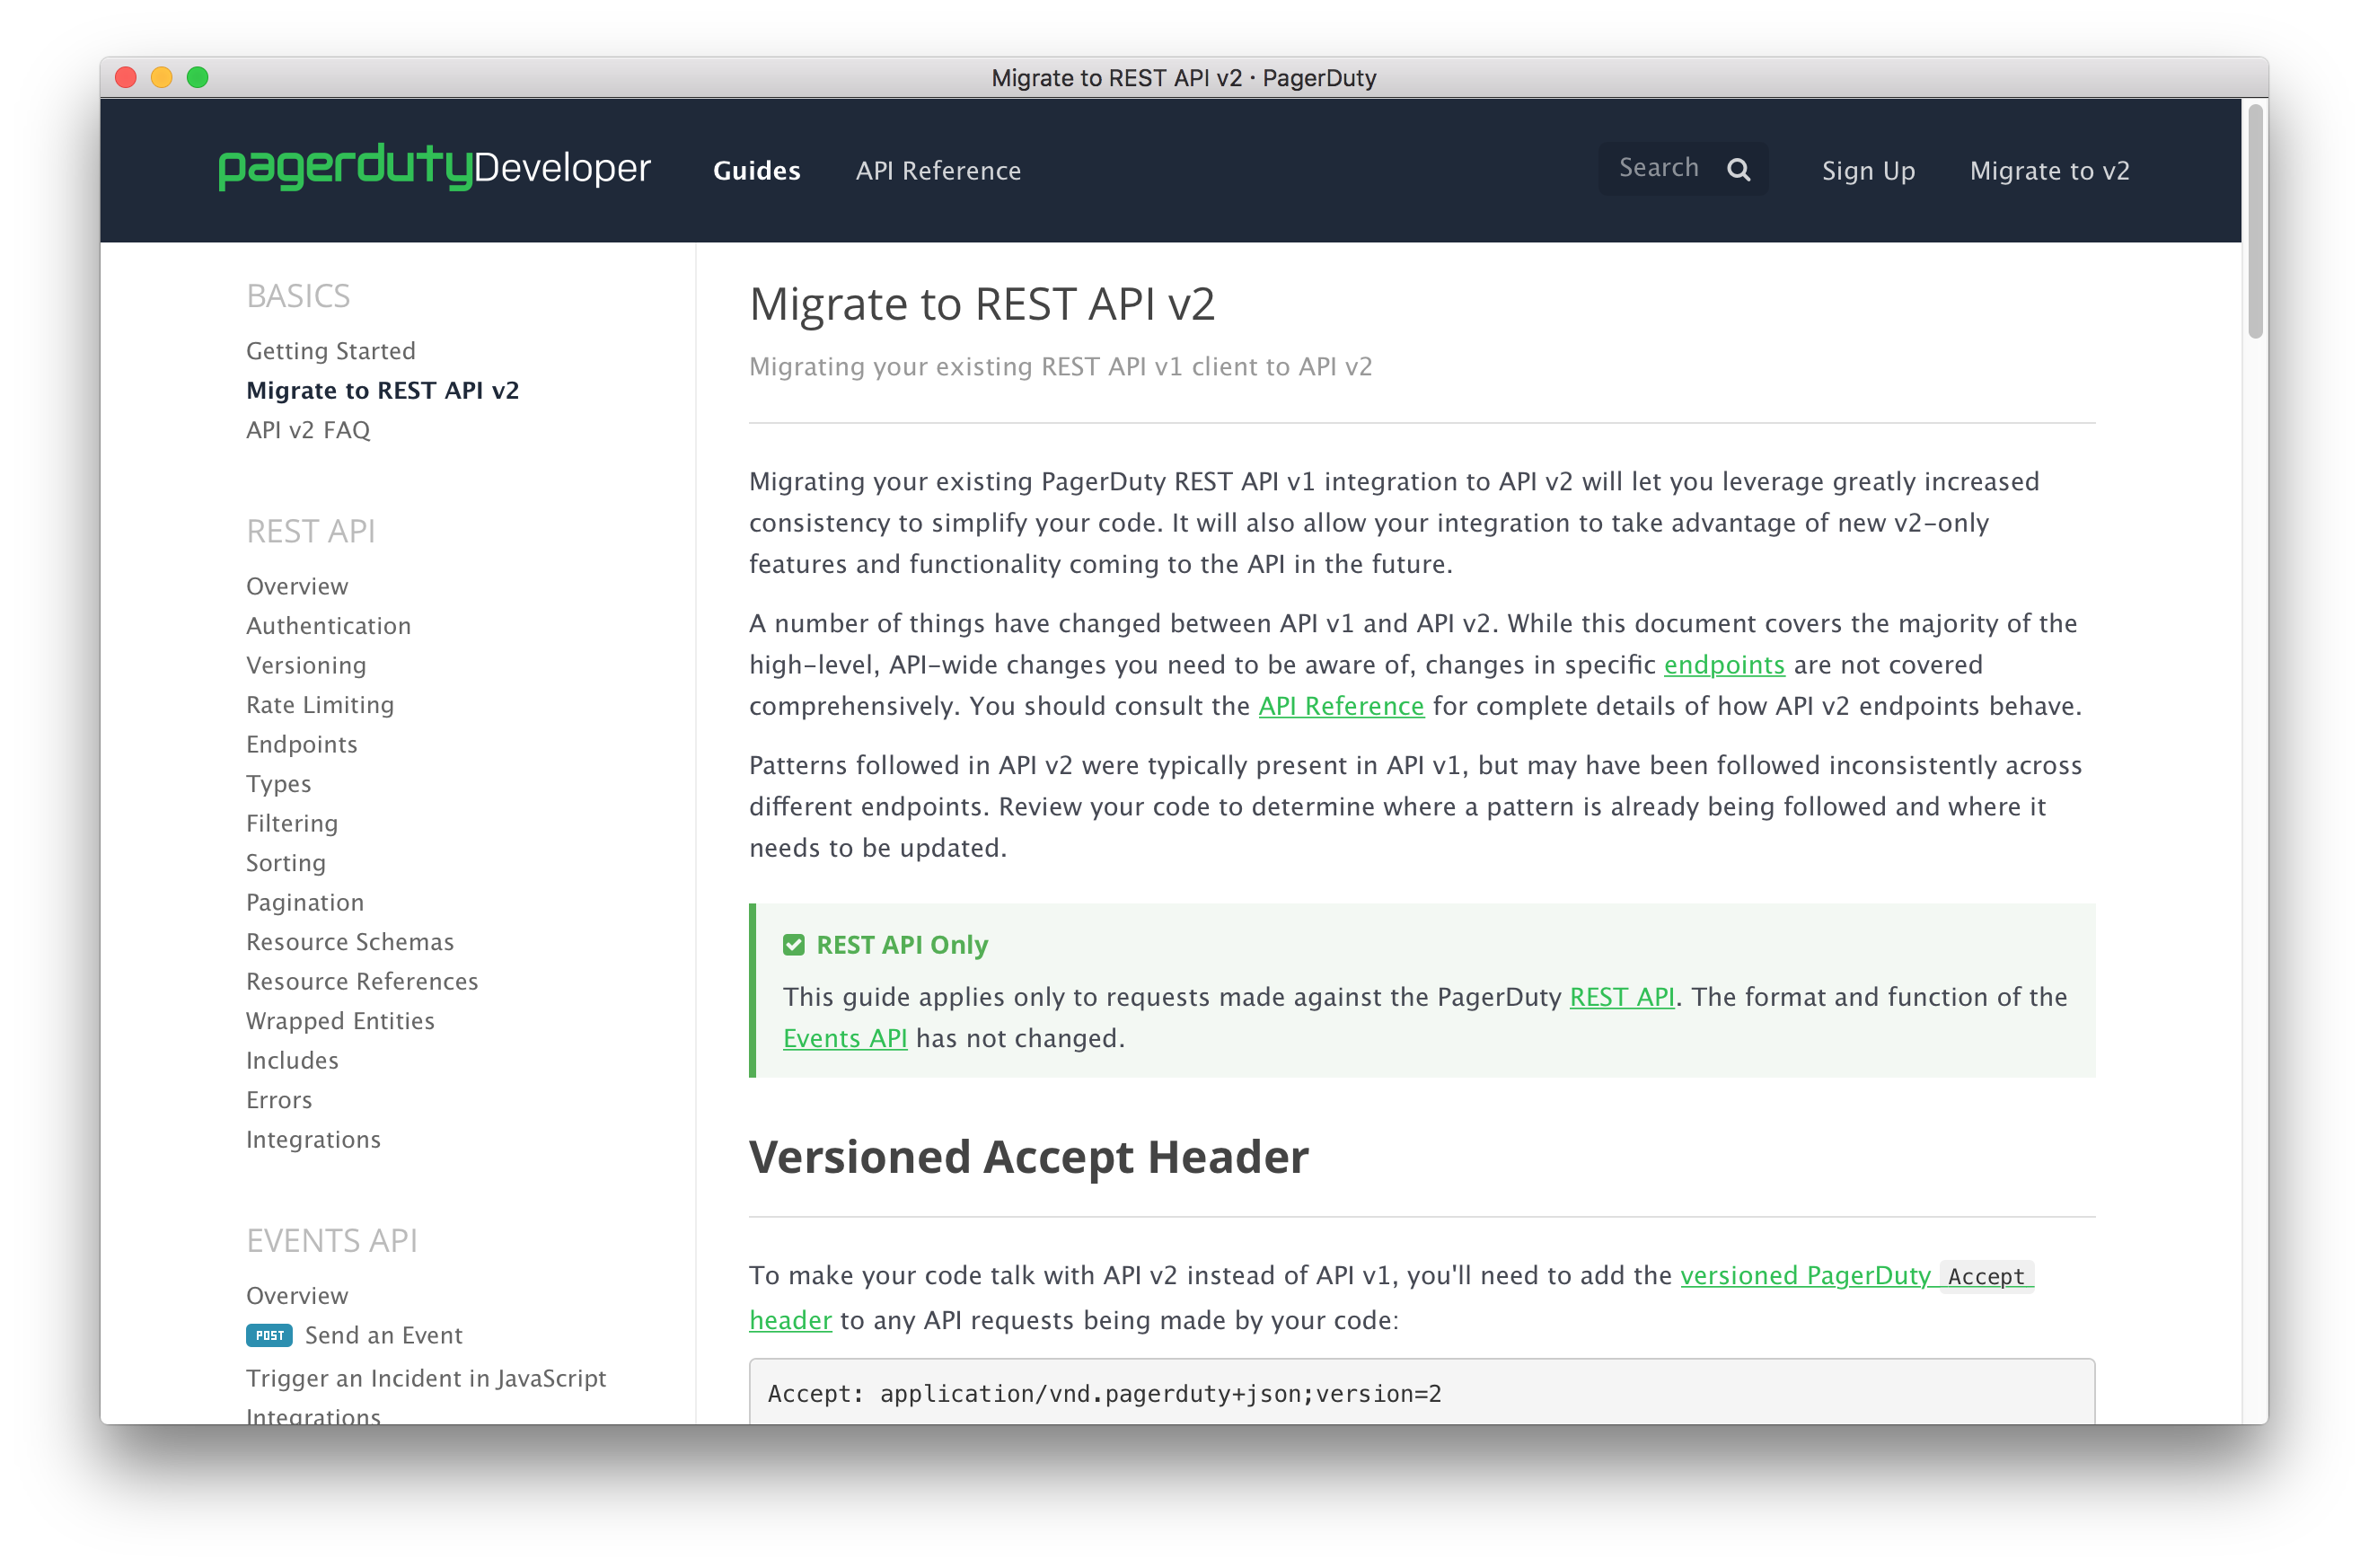 Migrate to REST API v2 · PagerDuty
pagerdutyDeveloper
Guides
API Reference
Search
Sign Up
Migrate to v2
BASICS
Getting Started
Migrate to REST API v2
API v2 FAQ
REST API
Overview
Authentication
Versioning
Rate Limiting
Endpoints
Types
Filtering
Sorting
Pagination
Resource Schemas
Resource References
Wrapped Entities
Includes
Errors
Integrations
EVENTS API
Overview
POST Send an Event
Trigger an Incident in JavaScript
Integrations
Migrate to REST API v2
Migrating your existing REST API v1 client to API v2
Migrating your existing PagerDuty REST API v1 integration to API v2 will let you leverage greatly increased
consistency to simplify your code. It will also allow your integration to take advantage of new v2-only
features and functionality coming to the API in the future.
A number of things have changed between API v1 and API v2. While this document covers the majority of the
high-level, API-wide changes you need to be aware of, changes in specific endpoints are not covered
comprehensively. You should consult the API Reference for complete details of how API v2 endpoints behave.
Patterns followed in API v2 were typically present in API v1, but may have been followed inconsistently across
different endpoints. Review your code to determine where a pattern is already being followed and where it
needs to be updated.
REST API Only
This guide applies only to requests made against the PagerDuty REST API. The format and function of the
Events API has not changed.
Versioned Accept Header
To make your code talk with API v2 instead of API v1, you'll need to add the versioned PagerDuty Accept
header to any API requests being made by your code:
Accept: application/vnd.pagerduty+json;version=2